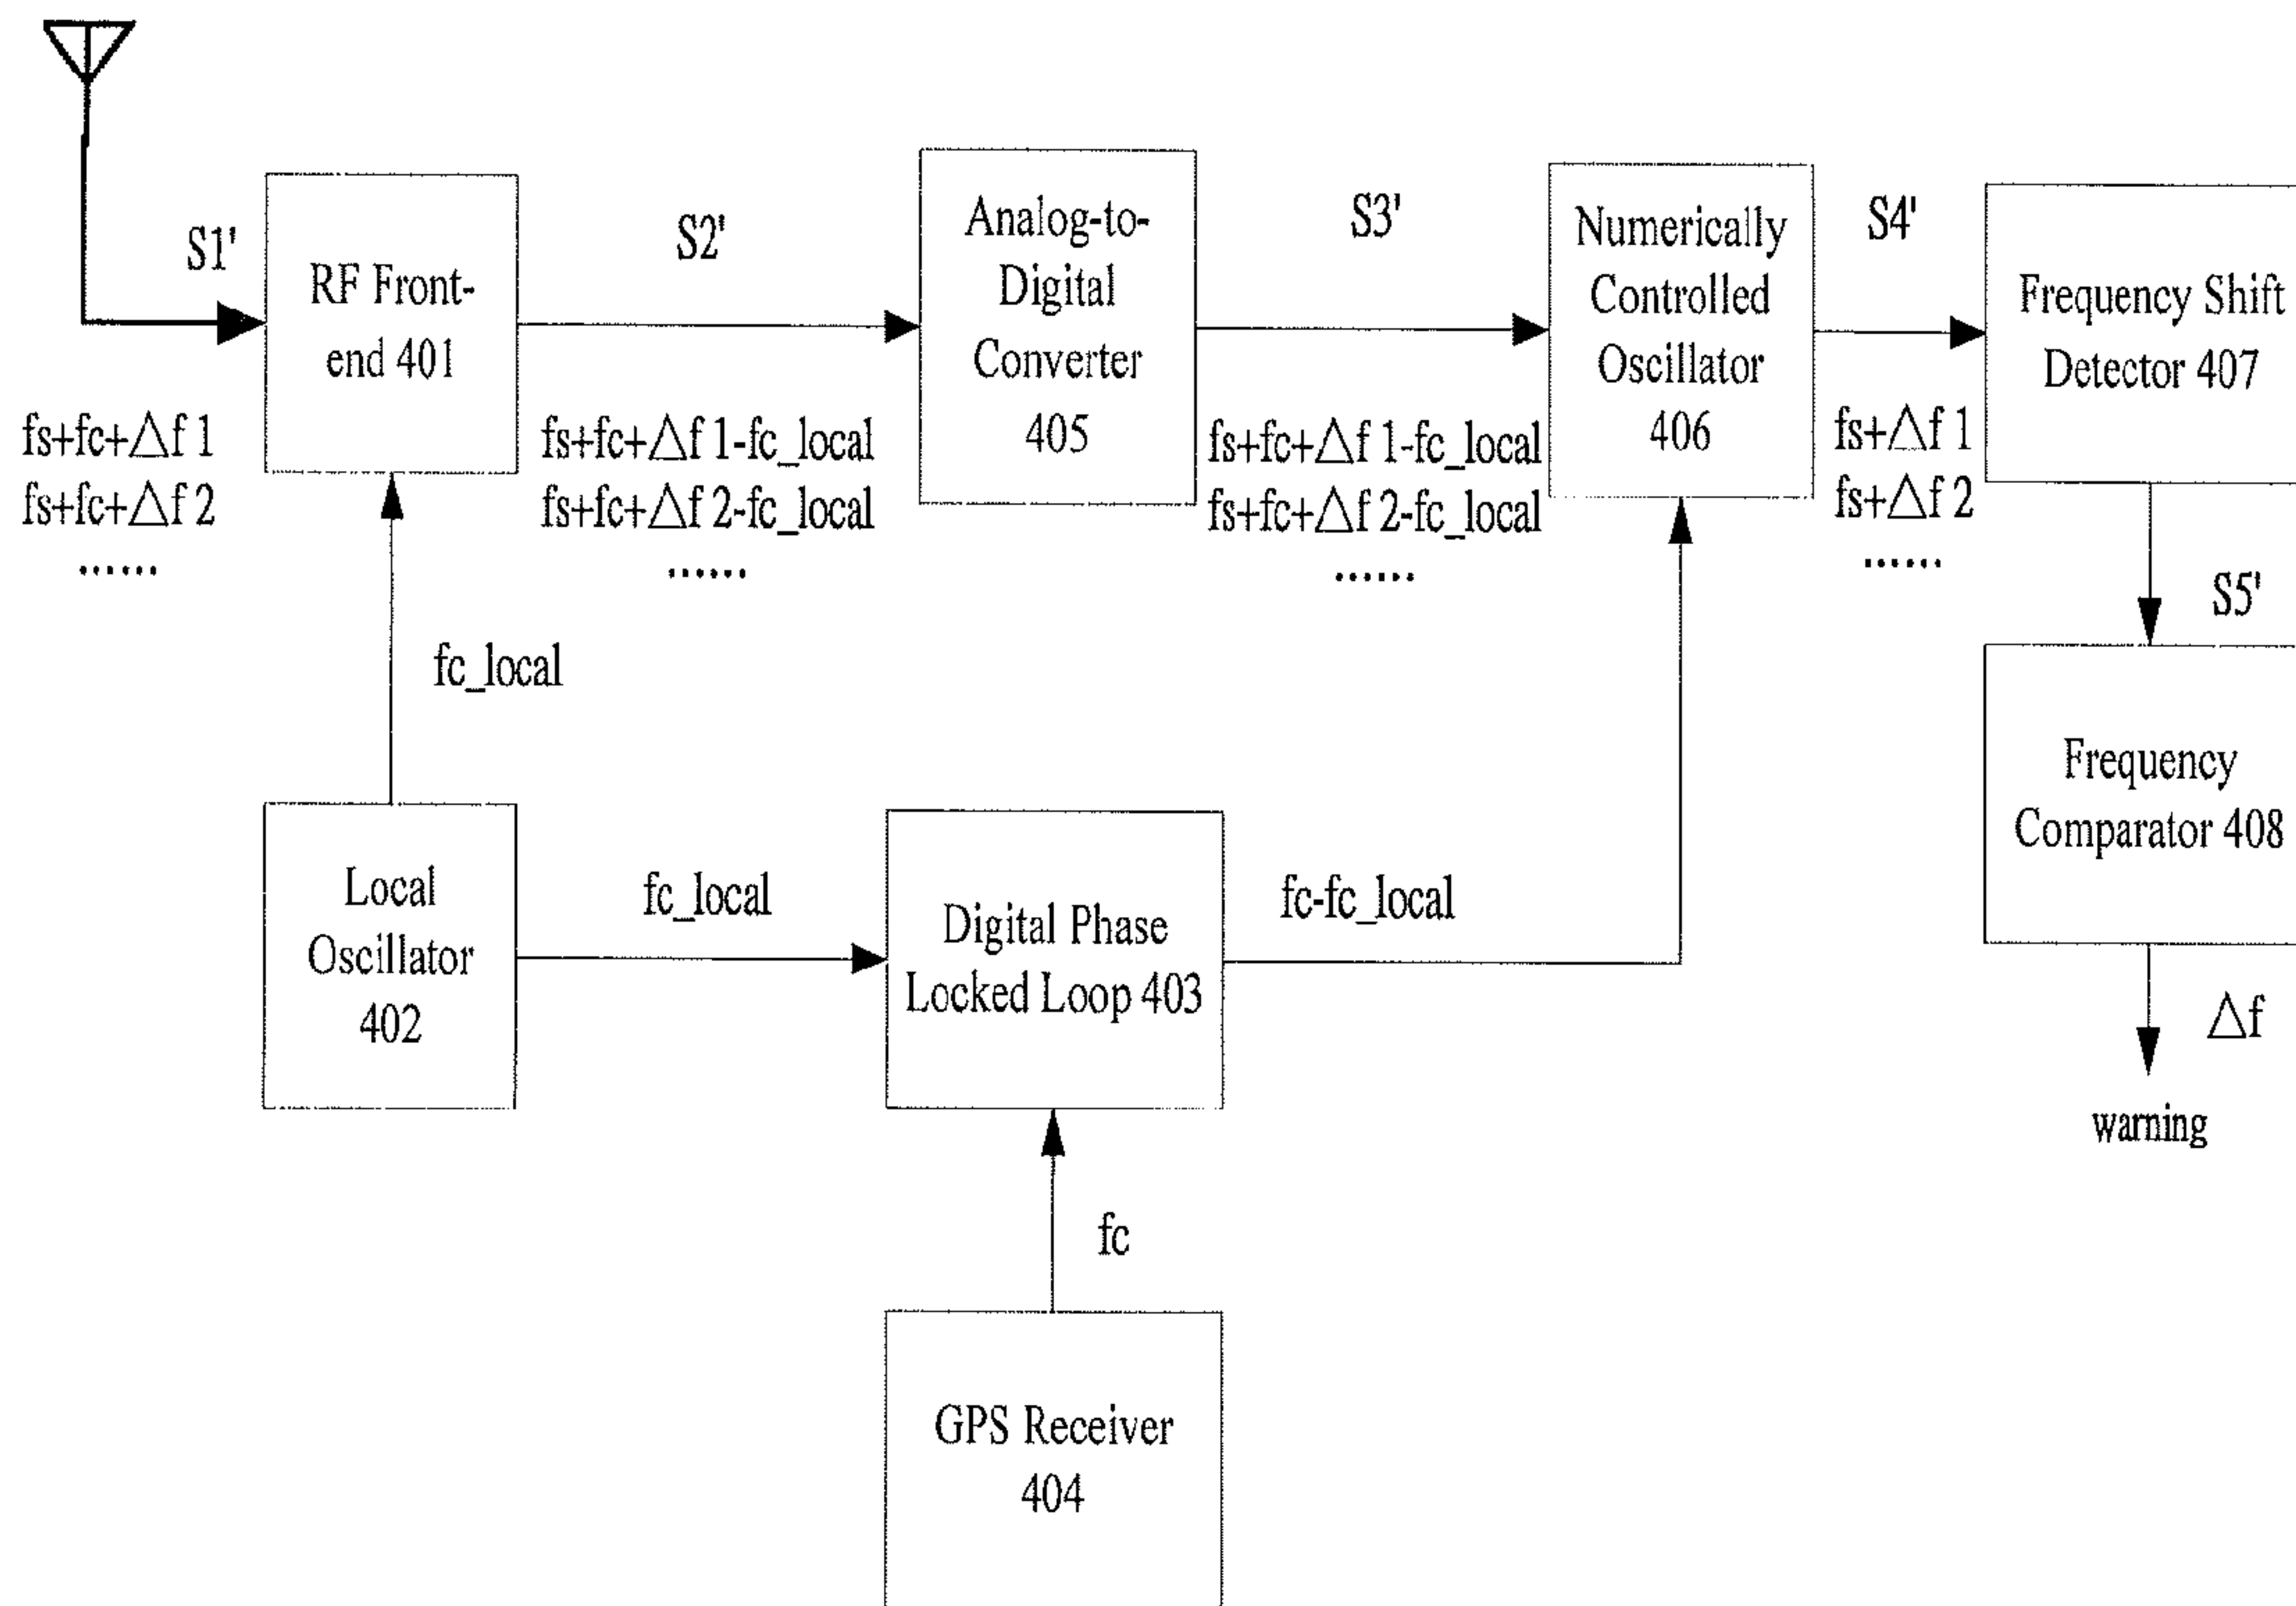 S1'
fs+fc+△f 1
fs+fc+△f 2
......
RF Front-
end 401
S2'
fs+fc+△f 1-fc_local
fs+fc+△f 2-fc_local
......
Analog-to-
Digital
Converter
405
S3'
fs+fc+△f 1-fc_local
fs+fc+△f 2-fc_local
......
Numerically
Controlled
Oscillator
406
S4'
fs+△f 1
fs+△f 2
......
Frequency Shift
Detector 407
S5'
fc_local
Local
Oscillator
402
fc_local
Digital Phase
Locked Loop 403
fc-fc_local
Frequency
Comparator 408
△f
warning
fc
GPS Receiver
404